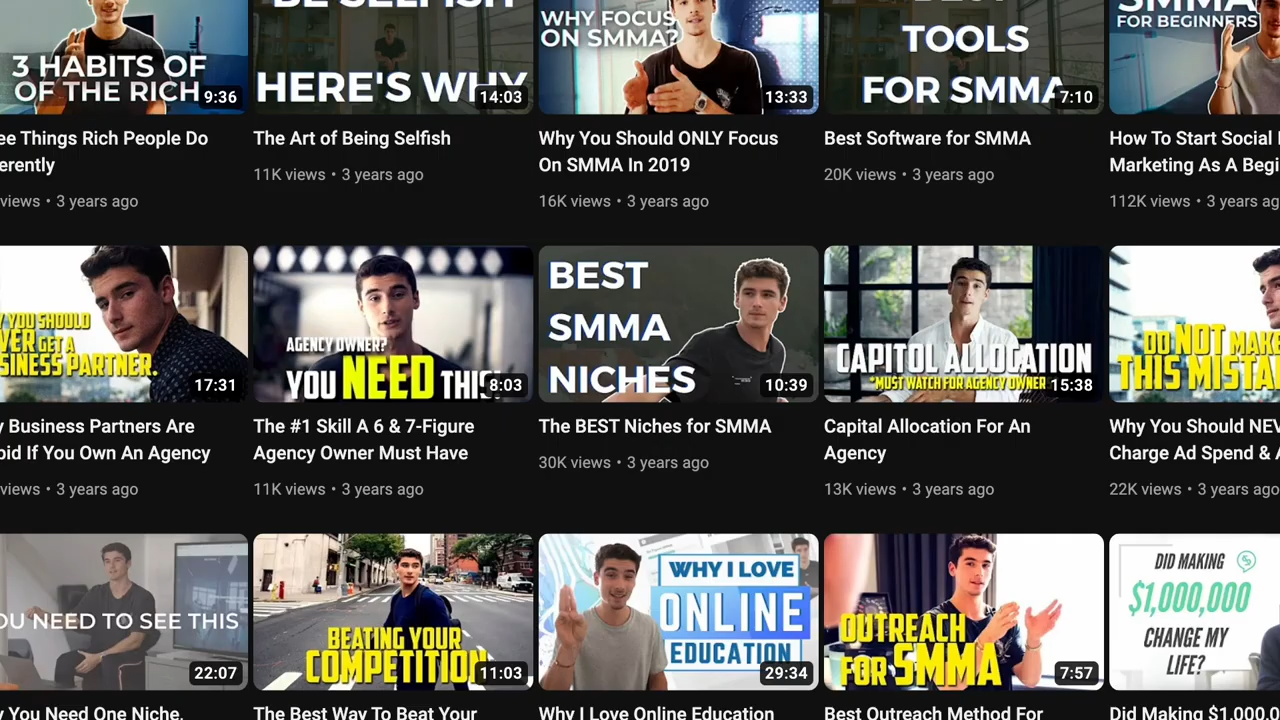 3 HABITS OF
OF THE RICH
9:36
HERE'S WHY
14:03
WHY FOCUS
ON SMMA?
13:33
TOOLS
FOR SMMA
7:10
SMMA
FOR BEGINNERS
ee Things Rich People Do
erently
views • 3 years ago
The Art of Being Selfish
11K views • 3 years ago
Why You Should ONLY Focus
On SMMA In 2019
16K views • 3 years ago
Best Software for SMMA
20K views • 3 years ago
How To Start Social
Marketing As A Begi
112K views • 3 years ag
Y YOU SHOULD
VER GET A
SINESS PARTNER.
17:31
AGENCY OWNER?
YOU NEED THIS
8:03
BEST
SMMA
NICHES
10:39
CAPITOL ALLOCATION
*MUST WATCH FOR AGENCY OWNER
15:38
DO NOT MAKE
THIS MISTA
y Business Partners Are
pid If You Own An Agency
views • 3 years ago
The #1 Skill A 6 & 7-Figure
Agency Owner Must Have
11K views • 3 years ago
The BEST Niches for SMMA
30K views • 3 years ago
Capital Allocation For An
Agency
13K views • 3 years ago
Why You Should NEV
Charge Ad Spend &
22K views • 3 years ago
OU NEED TO SEE THIS
22:07
BEATING YOUR
COMPETITION
11:03
WHY I LOVE
ONLINE
EDUCATION
29:34
OUTREACH
FOR SMMA
7:57
DID MAKING
$1,000,000
CHANGE MY
LIFE?
y You Need One Niche.
The Best Way To Beat Your
Why I Love Online Education
Best Outreach Method For
Did Making $1,000,0